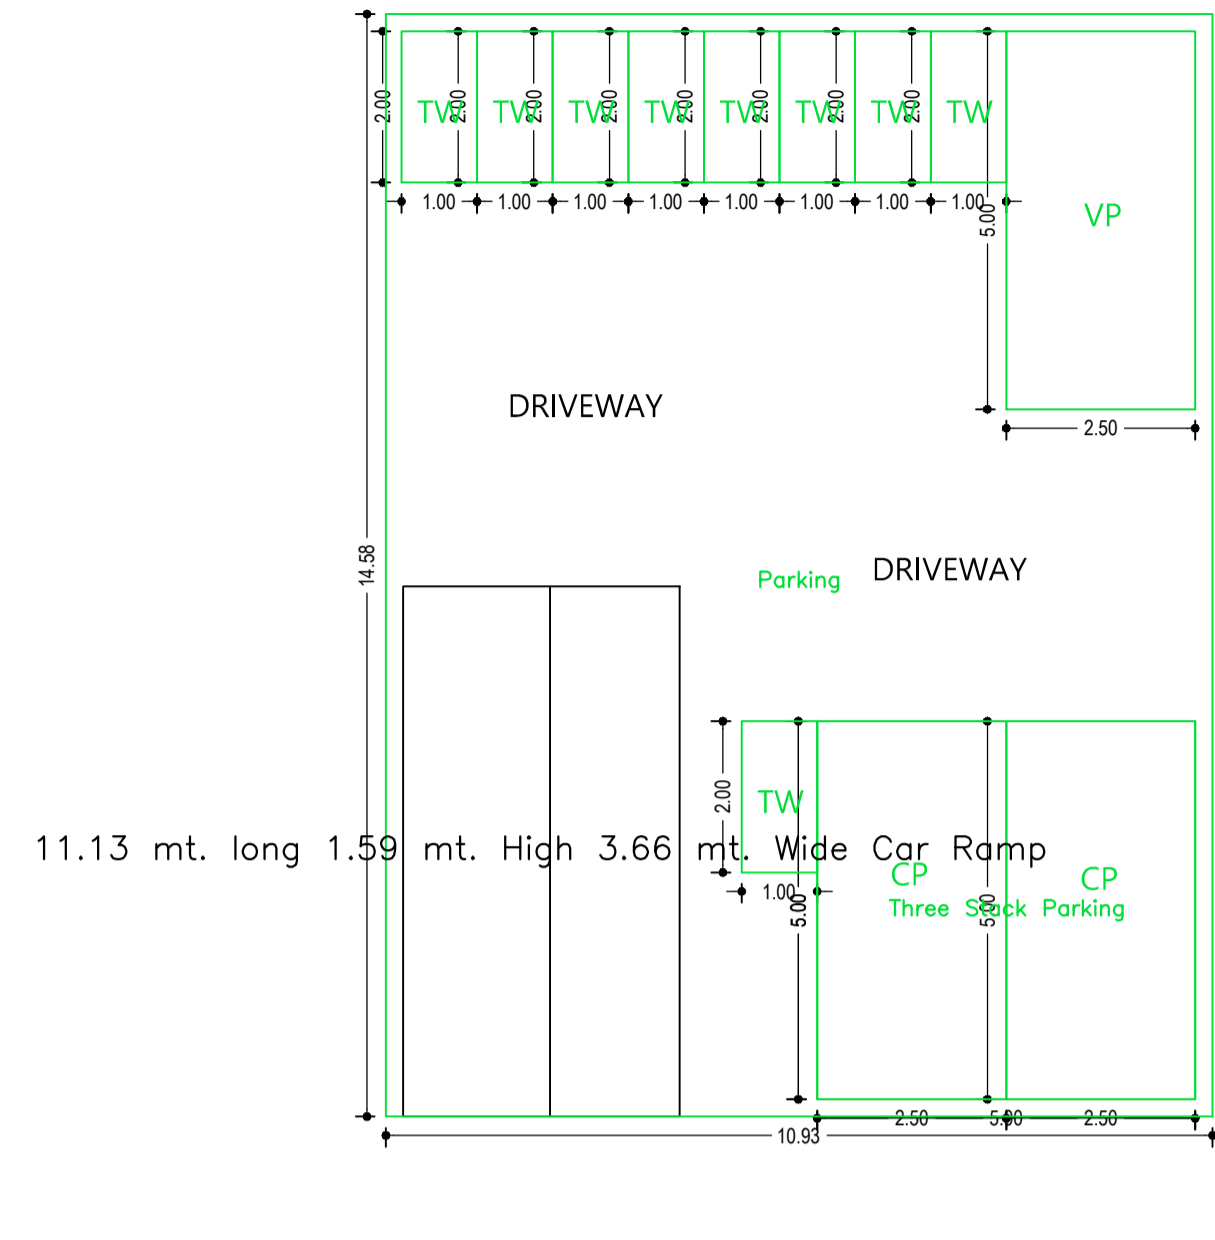 2.00 TW 2.00 TW 2.00 TW 2.00 TW 2.00 TW 2.00 TW 2.00 TW 2.00 TW
1.00 1.00 1.00 1.00 1.00 1.00 1.00 1.00
5.00
VP
DRIVEWAY
2.50
14.58
DRIVEWAY
Parking
2.00
TW
11.13 mt. long 1.59 mt. High 3.66 mt. Wide Car Ramp
CP
CP
1.00
5.00
5.00
Three Stack Parking
2.50 5.00 2.50
10.93